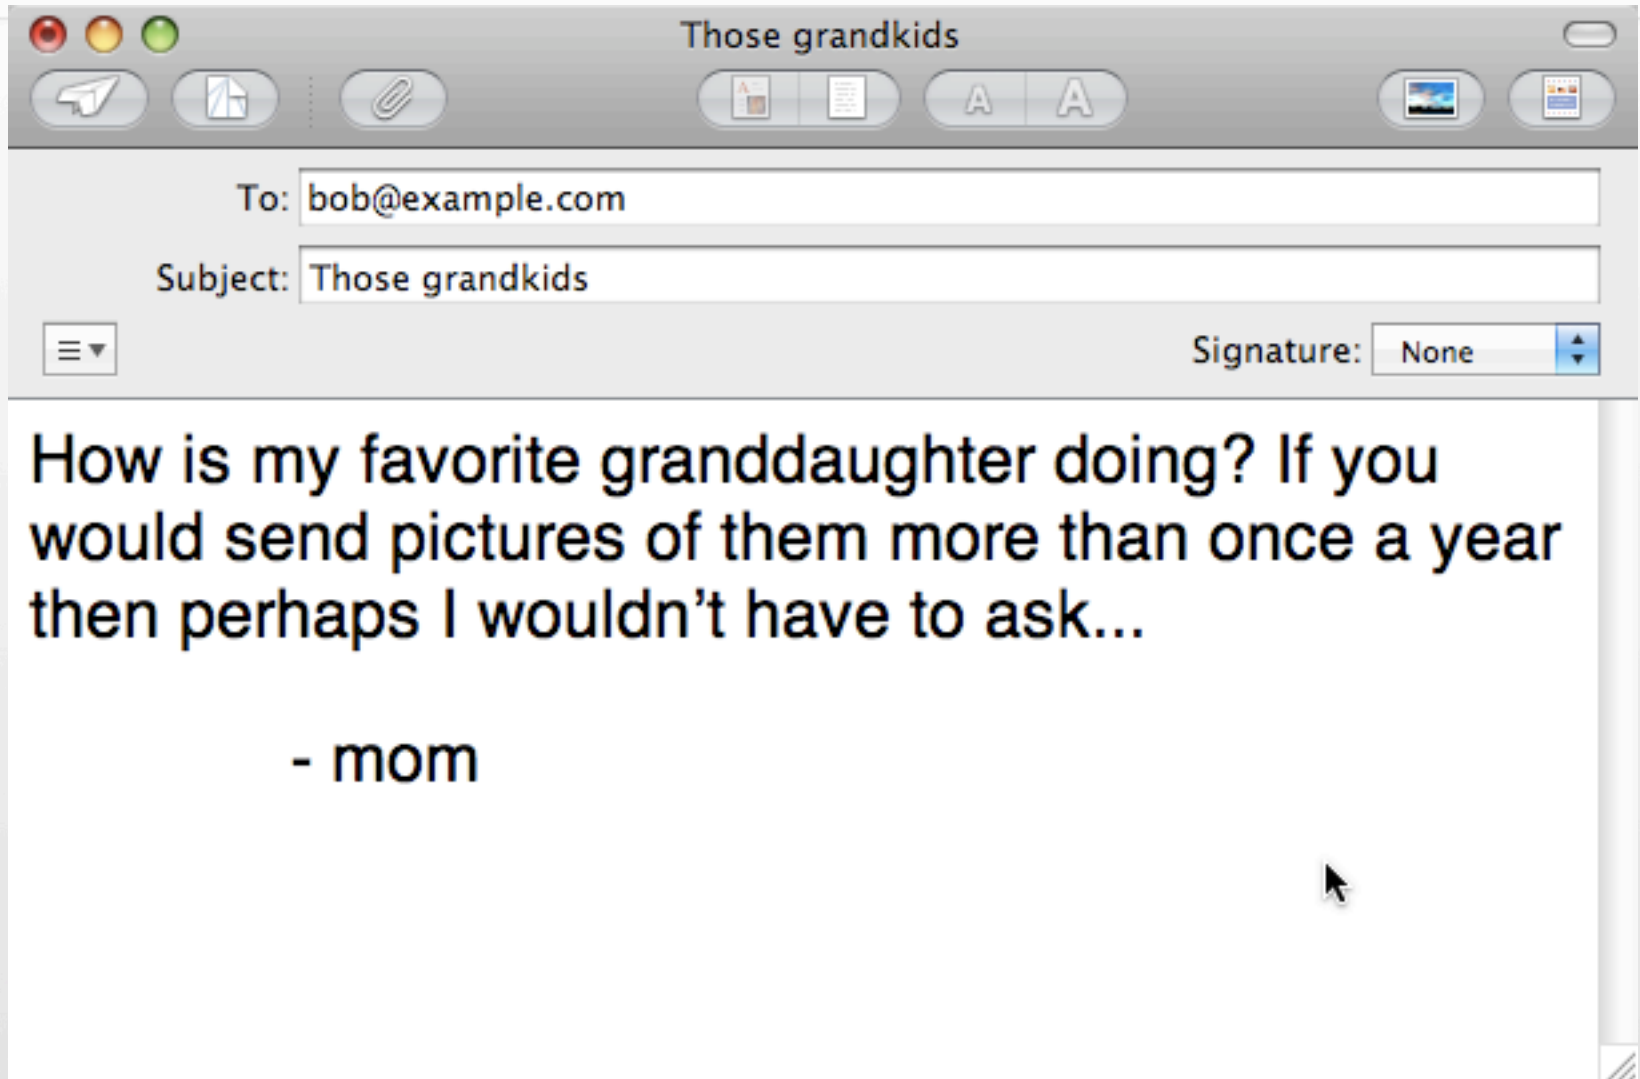 Those grandkids
To: bob@example.com
Subject: Those grandkids
Signature: None
How is my favorite granddaughter doing? If you
would send pictures of them more than once a year
then perhaps I wouldn’t have to ask...
- mom